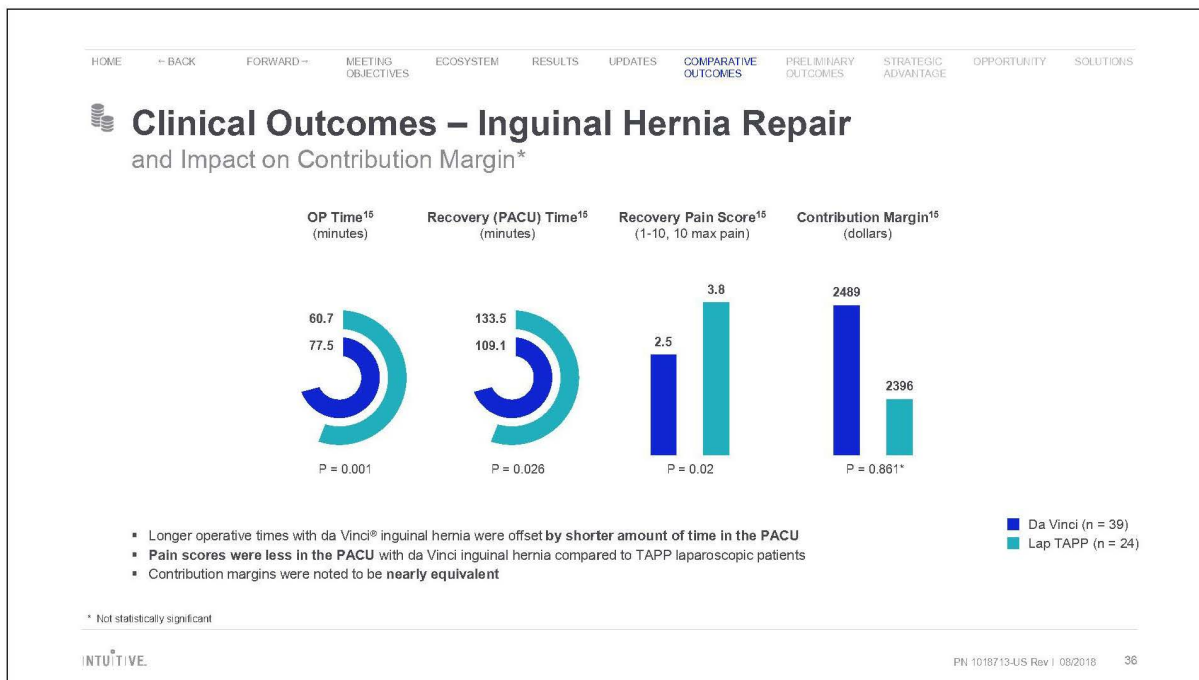 HOME ←BACK FORWARD→ MEETING OBJECTIVES ECOSYSTEM RESULTS UPDATES COMPARATIVE OUTCOMES PRELIMINARY OUTCOMES STRATEGIC ADVANTAGE OPPORTUNITY SOLUTIONS
Clinical Outcomes – Inguinal Hernia Repair
and Impact on Contribution Margin*
OP Time¹⁵
(minutes)
60.7
77.5
P = 0.001
Recovery (PACU) Time¹⁵
(minutes)
133.5
109.1
P = 0.026
Recovery Pain Score¹⁵
(1-10, 10 max pain)
2.5
3.8
P = 0.02
Contribution Margin¹⁵
(dollars)
2489
2396
P = 0.861*
Da Vinci (n = 39)
Lap TAPP (n = 24)
▪ Longer operative times with da Vinci® inguinal hernia were offset by shorter amount of time in the PACU
▪ Pain scores were less in the PACU with da Vinci inguinal hernia compared to TAPP laparoscopic patients
▪ Contribution margins were noted to be nearly equivalent
* Not statistically significant
INTUITIVE.
PN 1018713-US Rev I 08/2018 36